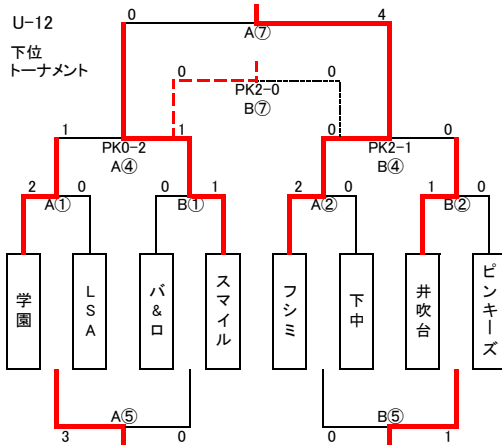 U-12
0
4
A⑦
下位
トーナメント
0
0
PK2-0
B⑦
1
1
0
0
PK0-2
PK2-1
A④
B④
2
0
0
1
2
0
1
0
A①
B①
A②
B②
学園
LSA
バ&ロ
スマイル
フシミ
下中
井吹台
ピンキーズ
A⑤
B⑤
3
0
0
1